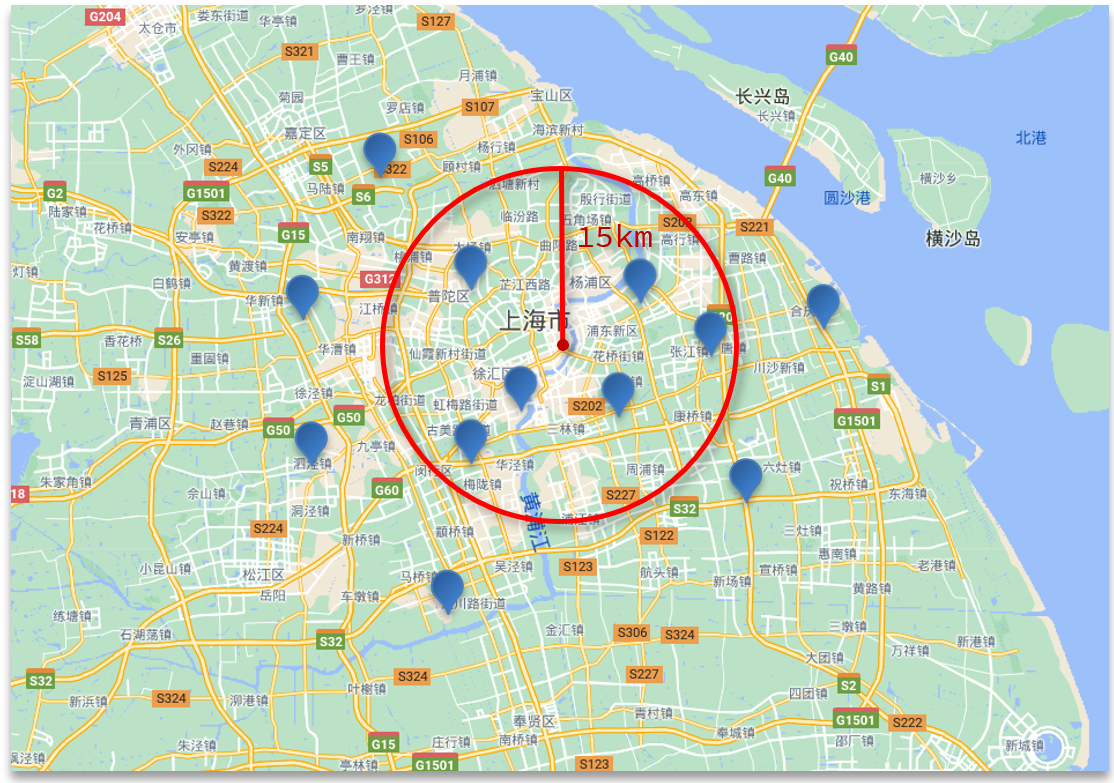 G204
娄东街道
罗泾镇
S127
太仓市
华亭镇
S321
曹王镇
G40
月浦镇
菊园
宝山区
长兴岛
罗店镇
S107
长兴镇
嘉定区
海滨新村
北港
外冈镇
S106
杨行镇
S224
S5
322
顾村镇
G40
横沙乡
G2
G1501
马陆镇
S6
泗塘新村
高桥镇
高东镇
圆沙港
殷行街道
陆家镇
S322
临汾路
五角场镇
花桥镇
G15
S221
安亭镇
南翔镇
15km
高行镇
横沙岛
大场镇
曹路镇
灯镇
黄渡镇
桃浦镇
白鹤镇
G312
芷江西路
杨浦区
华新镇
普陀区
江桥镇
上海市
浦东新区
合庆
S58
香花桥
S26
华漕镇
仙霞新村街道
花桥街道
张江镇
唐镇
重固镇
川沙新镇
淀山湖镇
S125
徐汇区
徐泾镇
S1
龙柏街道
虹梅路街道
S202
青浦区
赵巷镇
G50
G50
康桥镇
G1501
三林镇
九亭镇
泗泾镇
闵行区
华泾镇
周浦镇
六灶镇
朱家角镇
梅陇镇
祝桥镇
18
佘山镇
G60
S227
东海镇
洞泾镇
S32
黄浦江
浦江镇
S224
颛桥镇
三灶镇
新桥镇
S122
惠南镇
小昆山镇
马桥镇
吴泾镇
S123
航头镇
宣桥镇
老港镇
松江区
新场镇
岳阳
车墩镇
川路街道
黄路镇
练塘镇
石湖荡镇
S32
金汇镇
S306
S324
三墩镇
新港镇
大团镇
万祥镇
S32
S324
S227
S2
叶榭镇
新浜镇
S324
泖港镇
四团镇
奉贤区
青村镇
G1501
S222
朱泾镇
G15
庄行镇
南桥镇
奉城镇
邵厂镇
新城镇
枫泾镇
亭林镇
G1501
S123